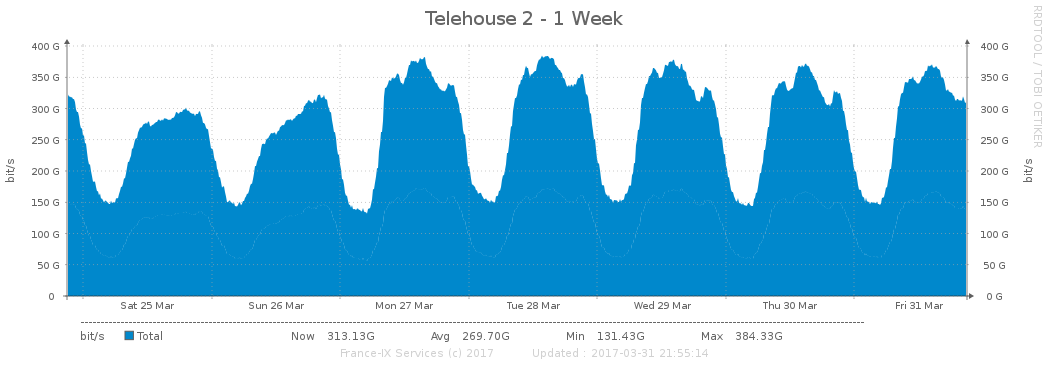 Telehouse 2 - 1 Week
RRDTOOL / TOBI OETIKER
400 G 400 G
350 G 350 G
300 G 300 G
250 G 250 G
200 G 200 G
150 G 150 G
100 G 100 G
50 G 50 G
0 0 G
bit/s
bit/s
Sat 25 Mar Sun 26 Mar Mon 27 Mar Tue 28 Mar Wed 29 Mar Thu 30 Mar Fri 31 Mar
bit/s Total Now 313.13G Avg 269.70G Min 131.43G Max 384.33G
France-IX Services (c) 2017 Updated : 2017-03-31 21:55:14